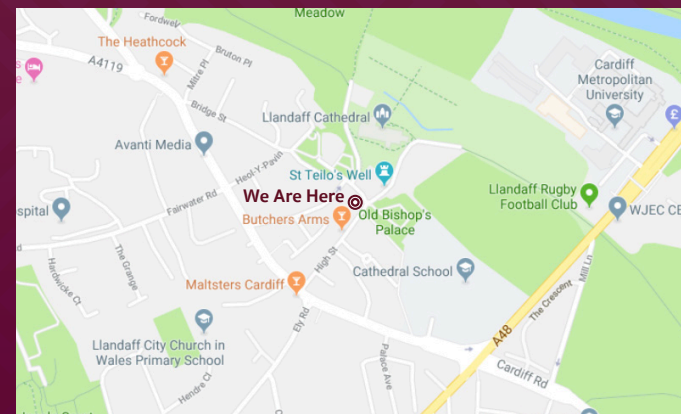 Meadow
Fordwell
The Heathcock
Bruton Pl
Mitre Pl
A4119
s
e
Cardiff
Metropolitan
University
£
Bridge St
Llandaff Cathedral
Avanti Media
Heol-Y-Pavin
St Teilo's Well
We Are Here
Llandaff Rugby
Football Club
Fairwater Rd
spital
Butchers Arms
Old Bishop's
Palace
WJEC CE
The Grange
Hardwicke Ct
High St
Cathedral School
Mill Ln
Maltsters Cardiff
The Crescent
Ely Rd
Llandaff City Church in
Wales Primary School
A48
Palace Ave
Cardiff Rd
Hendre Cl